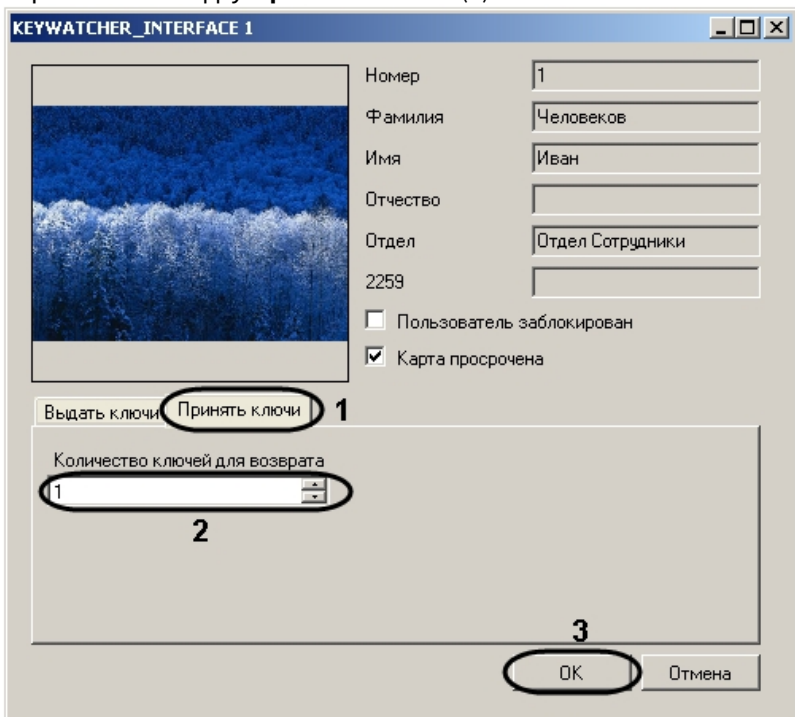 KEYWATCHER_INTERFACE 1
Номер 1
Фамилия Человеков
Имя Иван
Отчество
Отдел Отдел Сотрудники
2259
Пользователь заблокирован
Карта просрочена
Выдать ключи Принять ключи 1
Количество ключей для возврата
1
2
3
OK Отмена